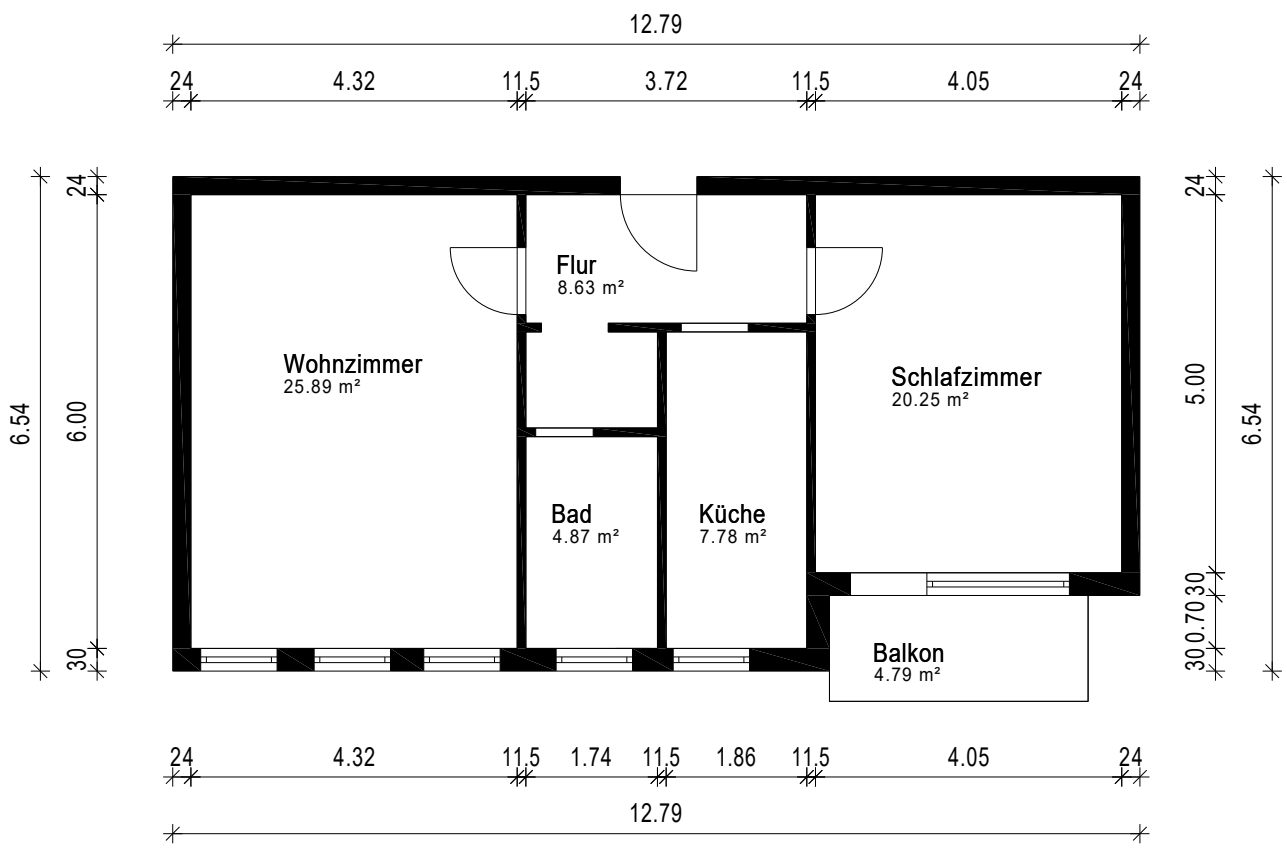 12.79
24 4.32 11.5 3.72 11.5 4.05 24
24
24
Flur
8.63 m²
Wohnzimmer
25.89 m²
Schlafzimmer
20.25 m²
6.54
6.00
5.00
6.54
Bad
4.87 m²
Küche
7.78 m²
30
0.70
30
30
Balkon
4.79 m²
24 4.32 11.5 1.74 11.5 1.86 11.5 4.05 24
12.79